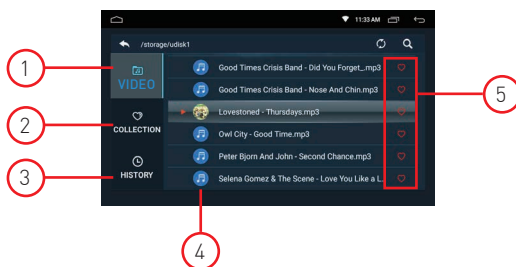 11:33 AM
/storage/udisk1
VIDEO
COLLECTION
HISTORY
Good Times Crisis Band - Did You Forget_.mp3
Good Times Crisis Band - Nose And Chin.mp3
Lovestoned - Thursdays.mp3
Owl City - Good Time.mp3
Peter Bjorn And John - Second Chance.mp3
Selena Gomez & The Scene - Love You Like a L..
1
2
3
4
5